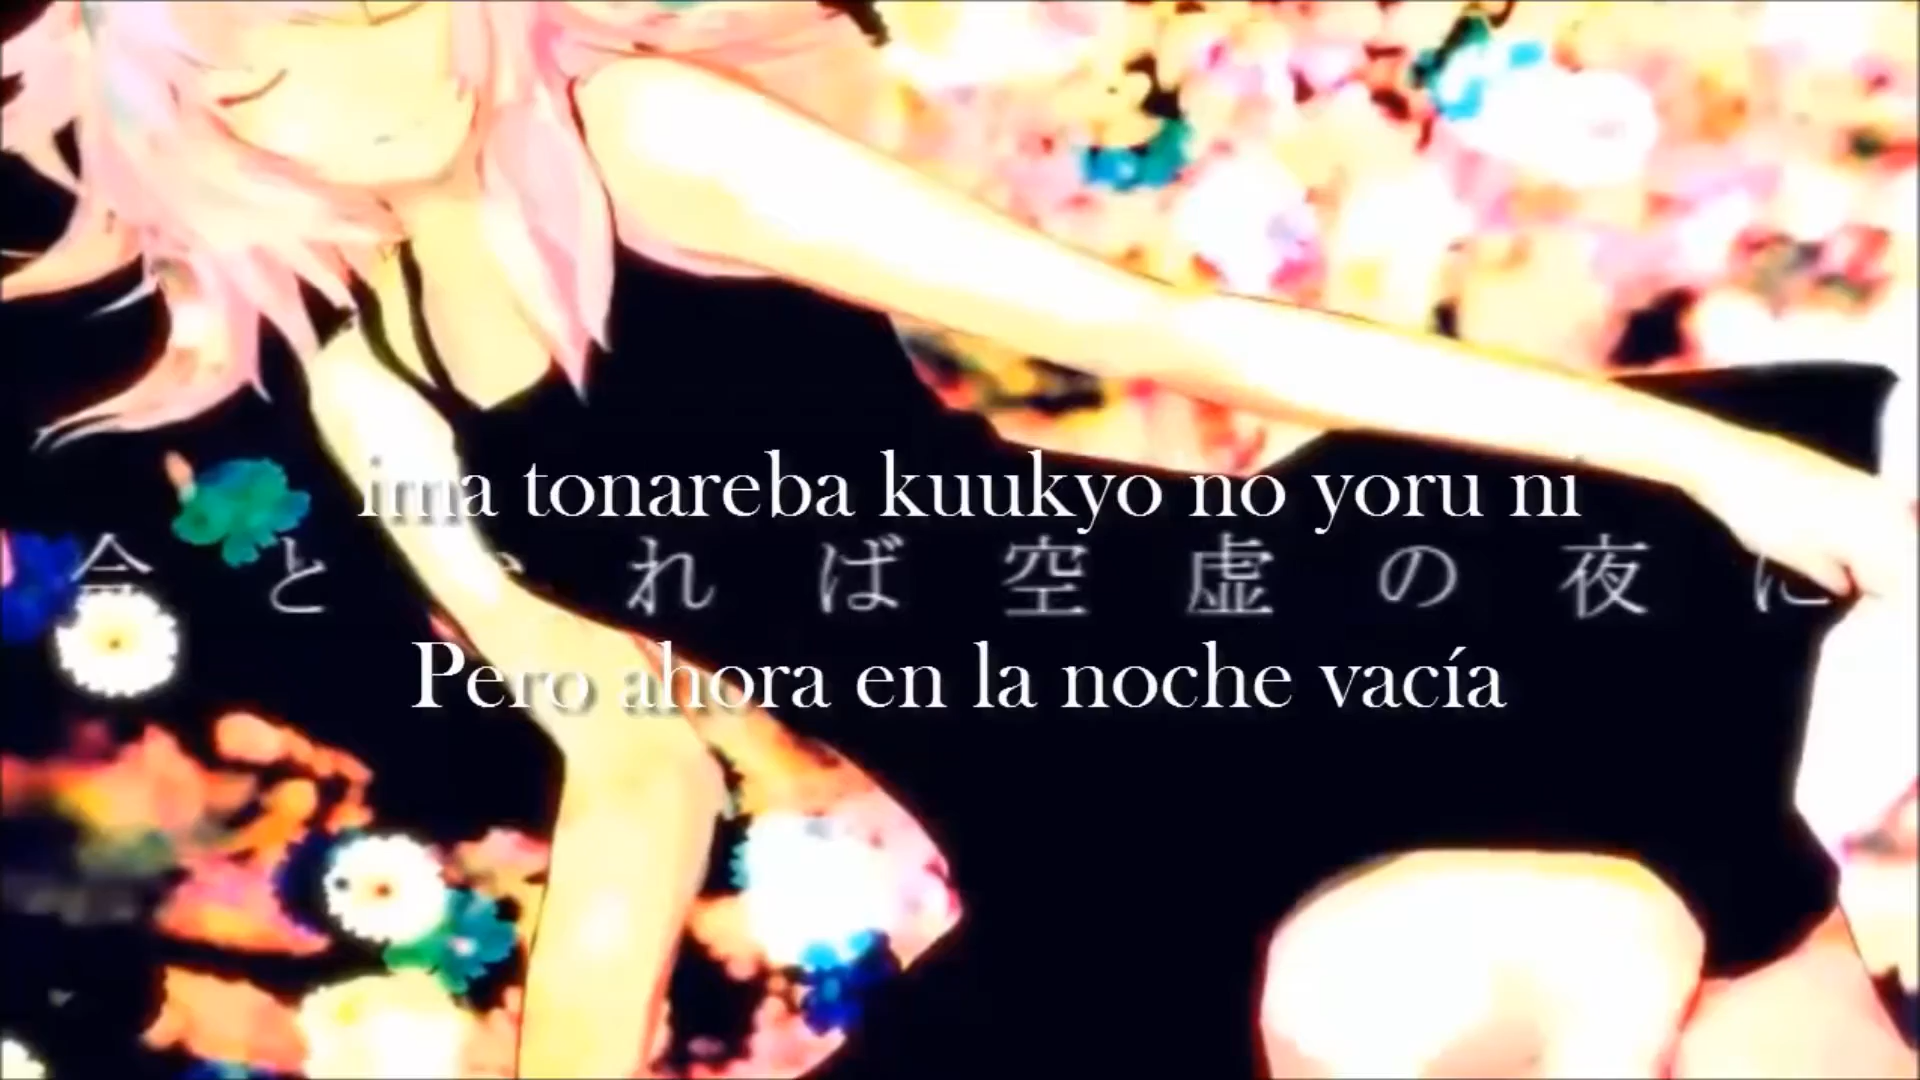 ima tonareba kuukyo no yoru ni
今となれば空虚の夜に
Pero ahora en la noche vacía